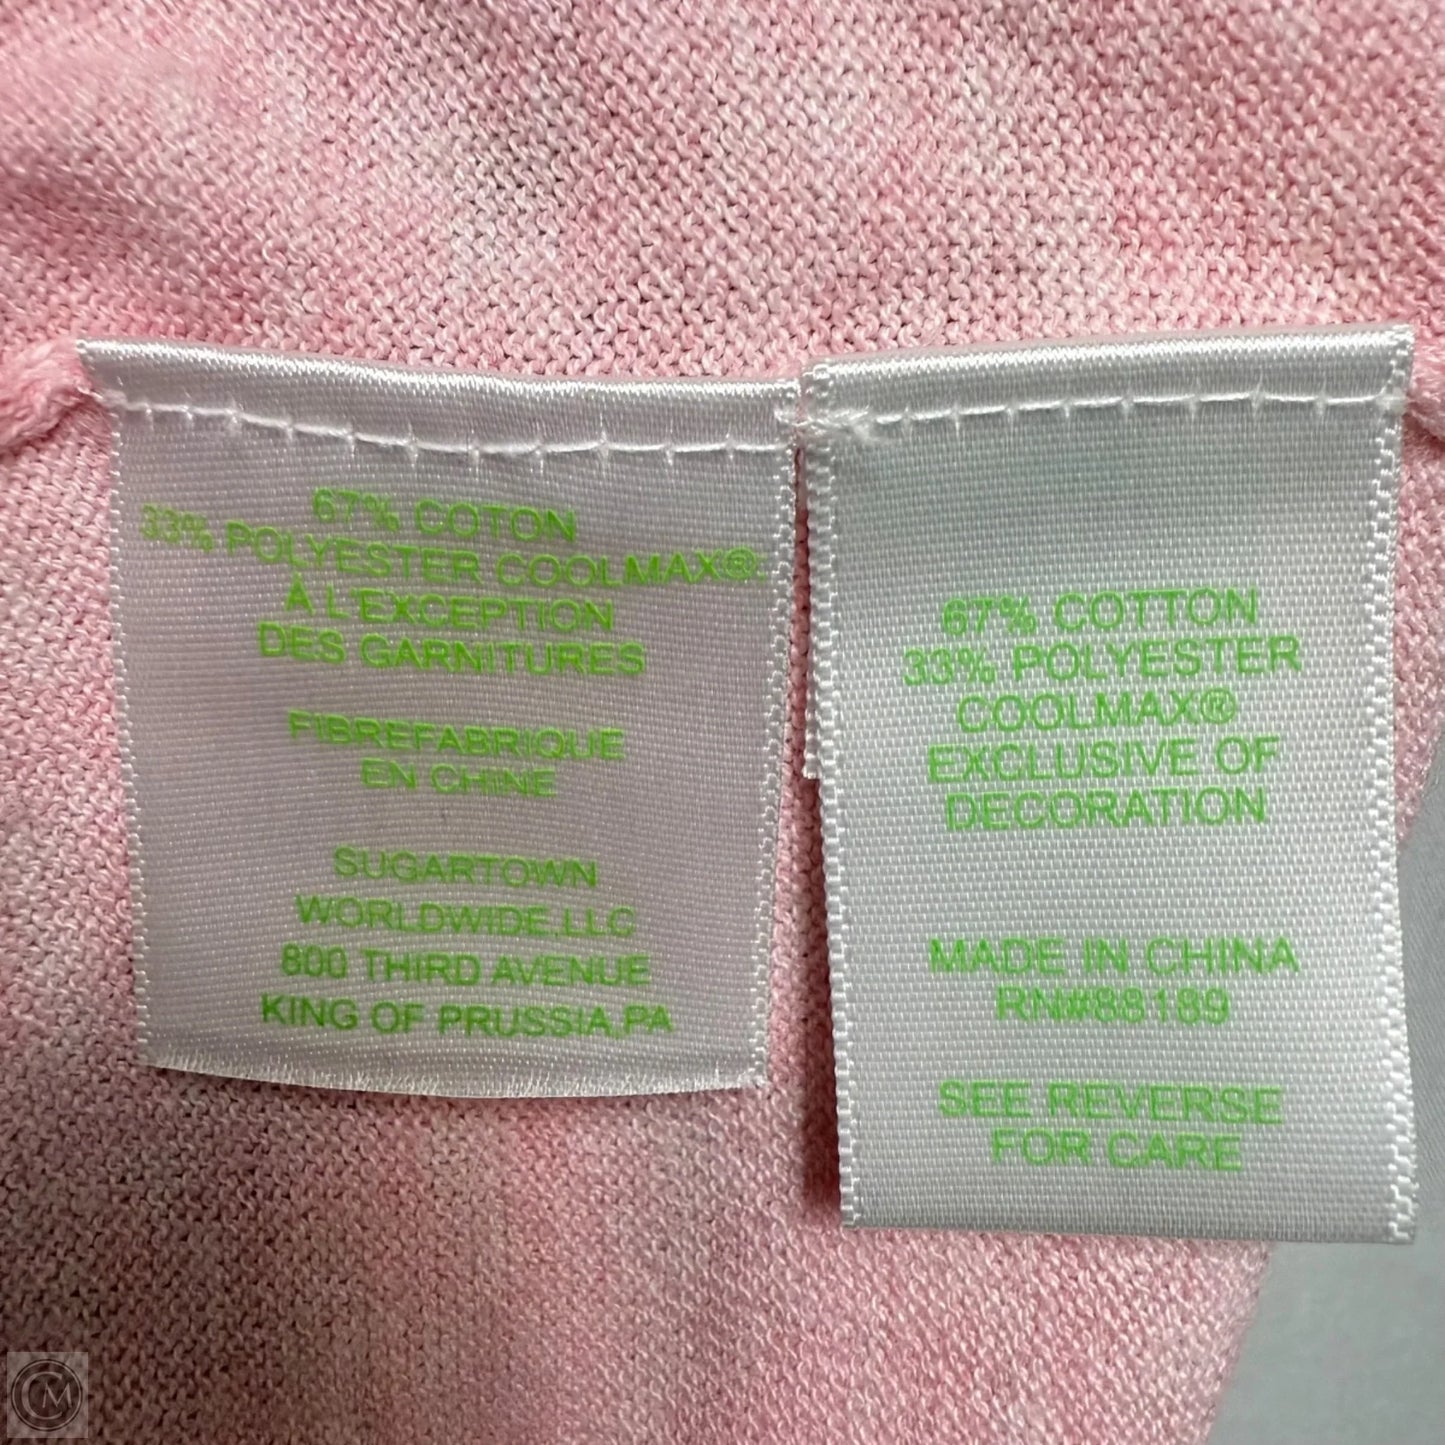 67% COTON
33% POLYESTER COOLMAX®:
À L'EXCEPTION
DES GARNITURES
FIBREFABRIQUE
EN CHINE
SUGARTOWN
WORLDWIDE,LLC
800 THIRD AVENUE
KING OF PRUSSIA,PA
67% COTTON
33% POLYESTER
COOLMAX®
EXCLUSIVE OF
DECORATION
MADE IN CHINA
RN#88189
SEE REVERSE
FOR CARE
CM